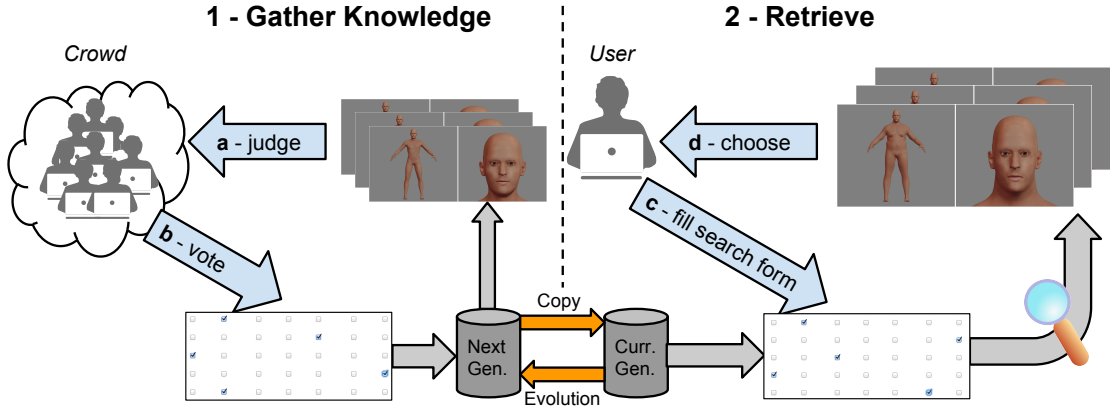 1 - Gather Knowledge
2 - Retrieve
Crowd
User
a - judge
d - choose
b - vote
c - fill search form
Copy
Next
Gen.
Curr.
Gen.
Evolution